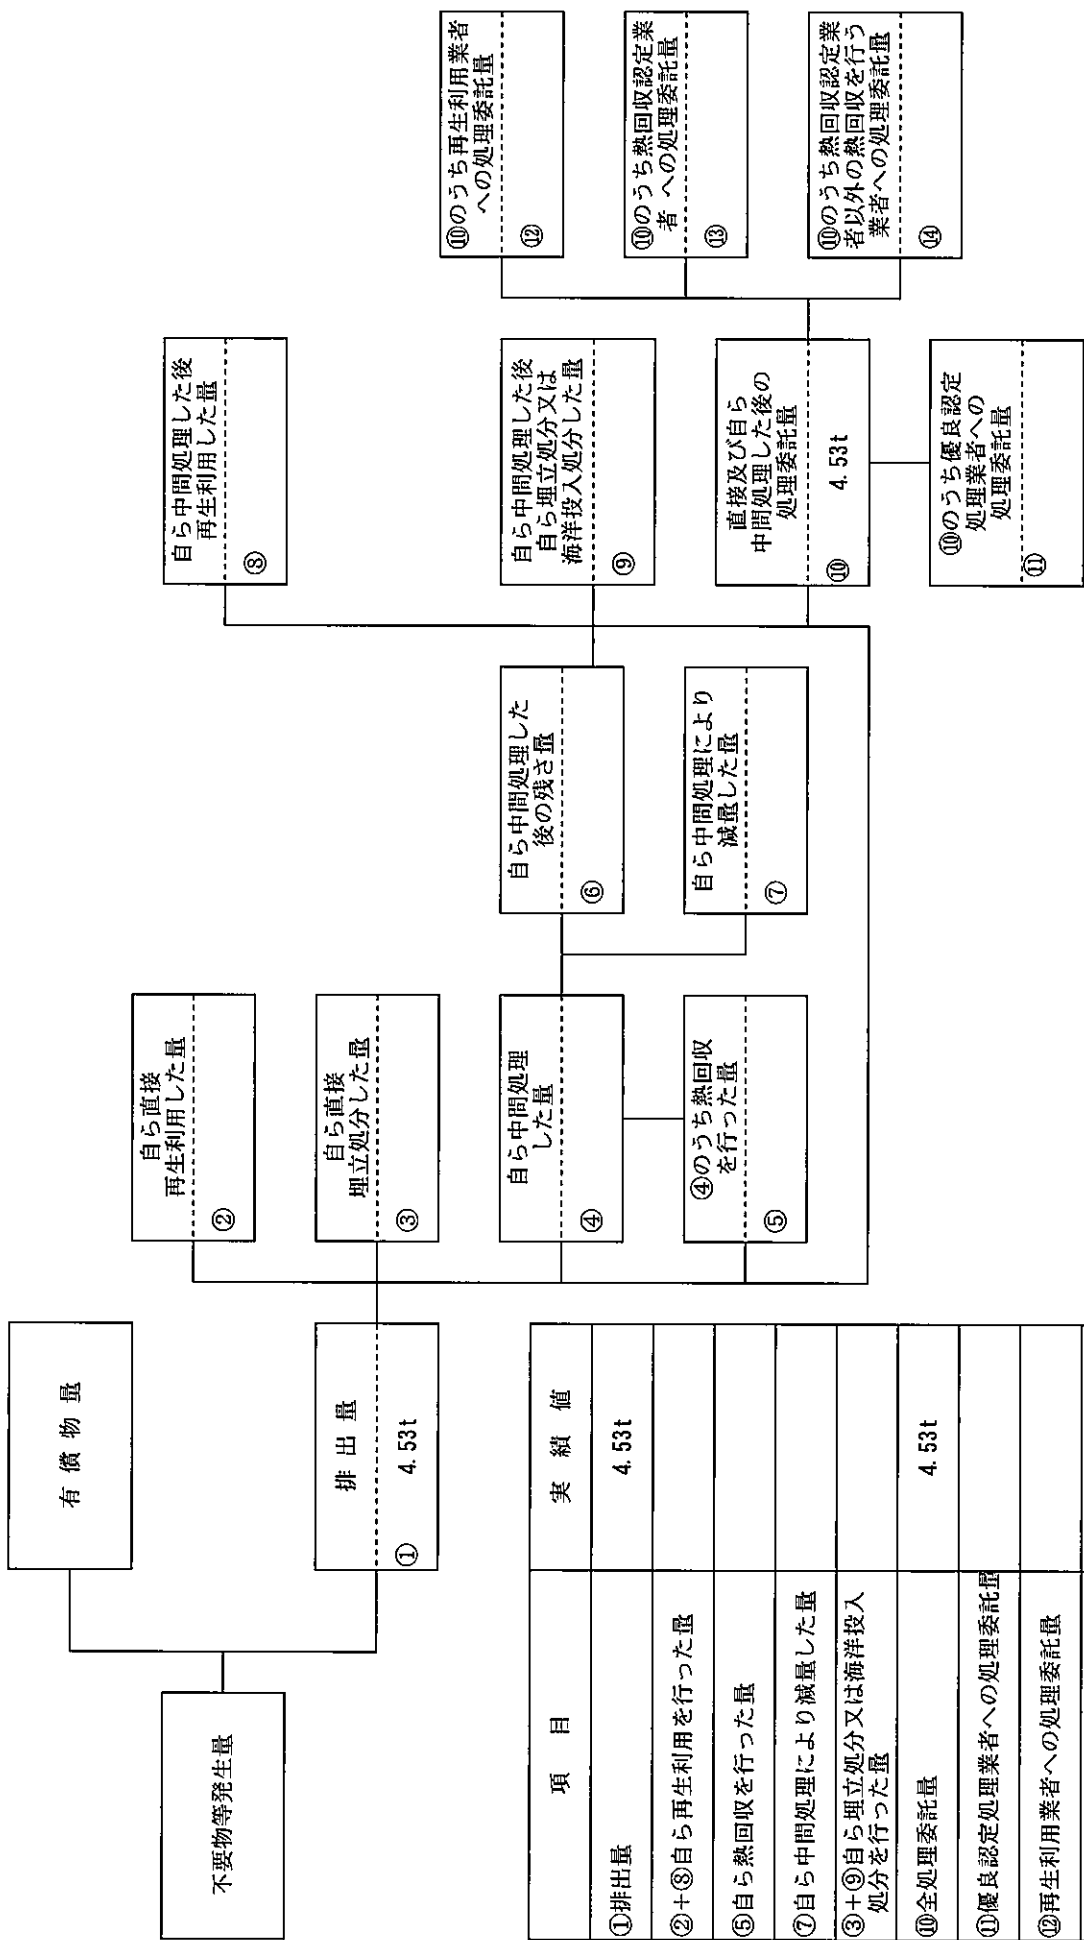 不要物等発生量
有償物量
排出量
①
4.53t
自ら直接
再生利用した量
②
自ら直接
埋立処分した量
③
自ら中間処理
した量
④
④のうち熱回収
を行った量
⑤
自ら中間処理した
後の残さ量
⑥
自ら中間処理により
減量した量
⑦
自ら中間処理した後
再生利用した量
⑧
自ら中間処理した後
自ら埋立処分又は
海洋投入処分した量
⑨
直接及び自ら
中間処理した後の
処理委託量
⑩
4.53t
⑩のうち優良認定
処理業者への
処理委託量
⑪
⑩のうち再生利用業者
への処理委託量
⑫
⑩のうち熱回収認定業
者 への処理委託量
⑬
⑩のうち熱回収認定業
者以外の熱回収を行う
業者への処理委託量
⑭
項 目 実 績 値
①排出量 4.53t
②+⑧自ら再生利用を行った量
⑤自ら熱回収を行った量
⑦自ら中間処理により減量した量
③+⑨自ら埋立処分又は海洋投入
処分を行った量
⑩全処理委託量 4.53t
⑪優良認定処理業者への処理委託量
⑫再生利用業者への処理委託量